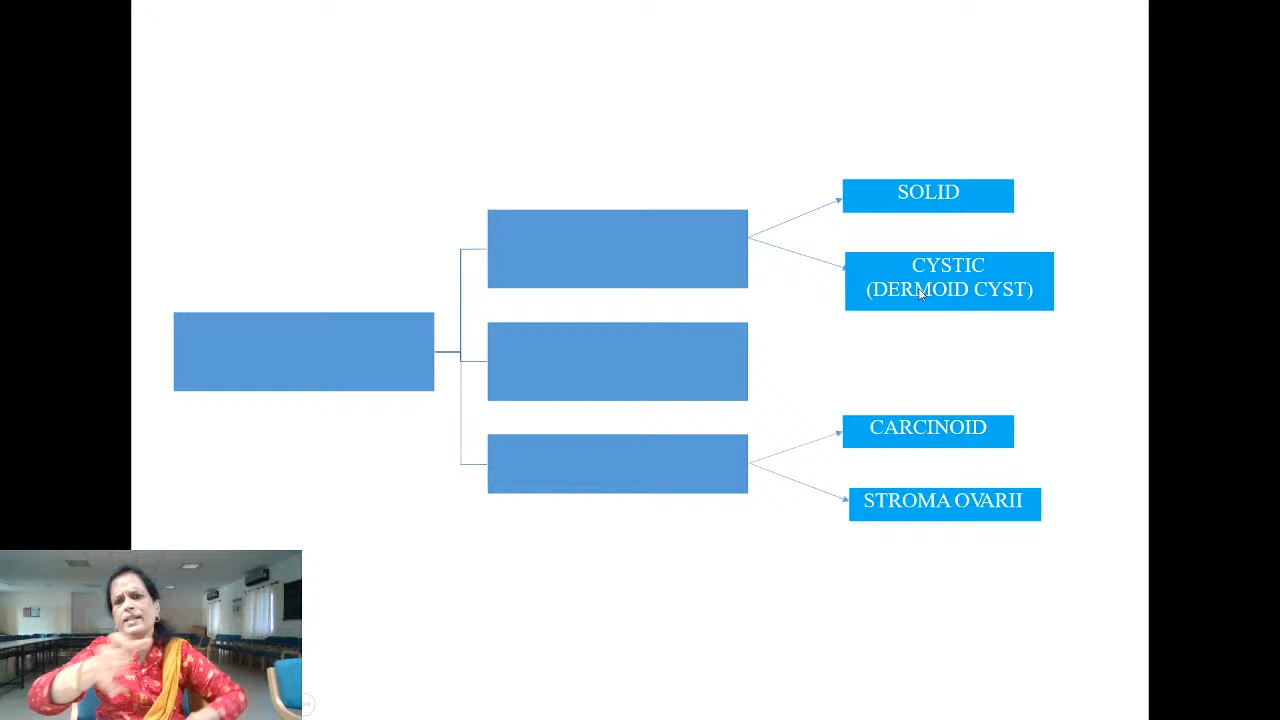 SOLID
CYSTIC
(DERMOID CYST)
CARCINOID
STROMA OVARII